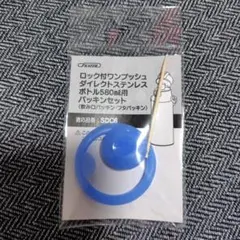 ロック付ワンプッシュ
ダイレクトステンレス
ボトル580ml用
パッキンセット
(飲み口パッキン・フタパッキン)
適応品番: SDC6